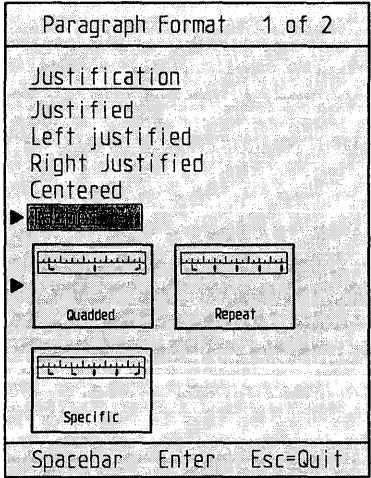 Paragraph Format 1 of 2
Justification
Justified
Left justified
Right Justified
Centered
Quadded
Repeat
Specific
Spacebar Enter Esc=Quit